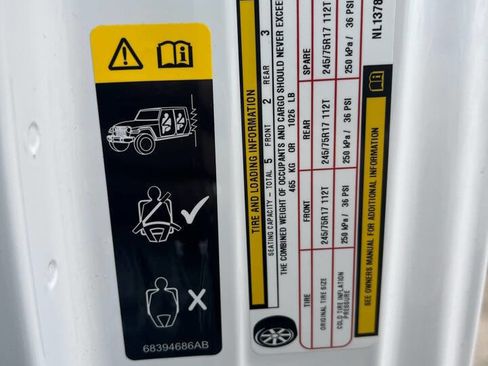 68394686AB
TIRE AND LOADING INFORMATION
SEATING CAPACITY - TOTAL 5 FRONT 2 REAR 3
THE COMBINED WEIGHT OF OCCUPANTS AND CARGO SHOULD NEVER EXCEE
465 KG OR 1026 LB
TIRE FRONT REAR SPARE
ORIGINAL TIRE SIZE 245/75R17 112T 245/75R17 112T 245/75R17 112T
COLD TIRE INFLATION
PRESSURE
250 kPa / 36 PSI 250 kPa / 36 PSI 250 kPa / 36 PSI
SEE OWNERS MANUAL FOR ADDITIONAL INFORMATION
NL1378